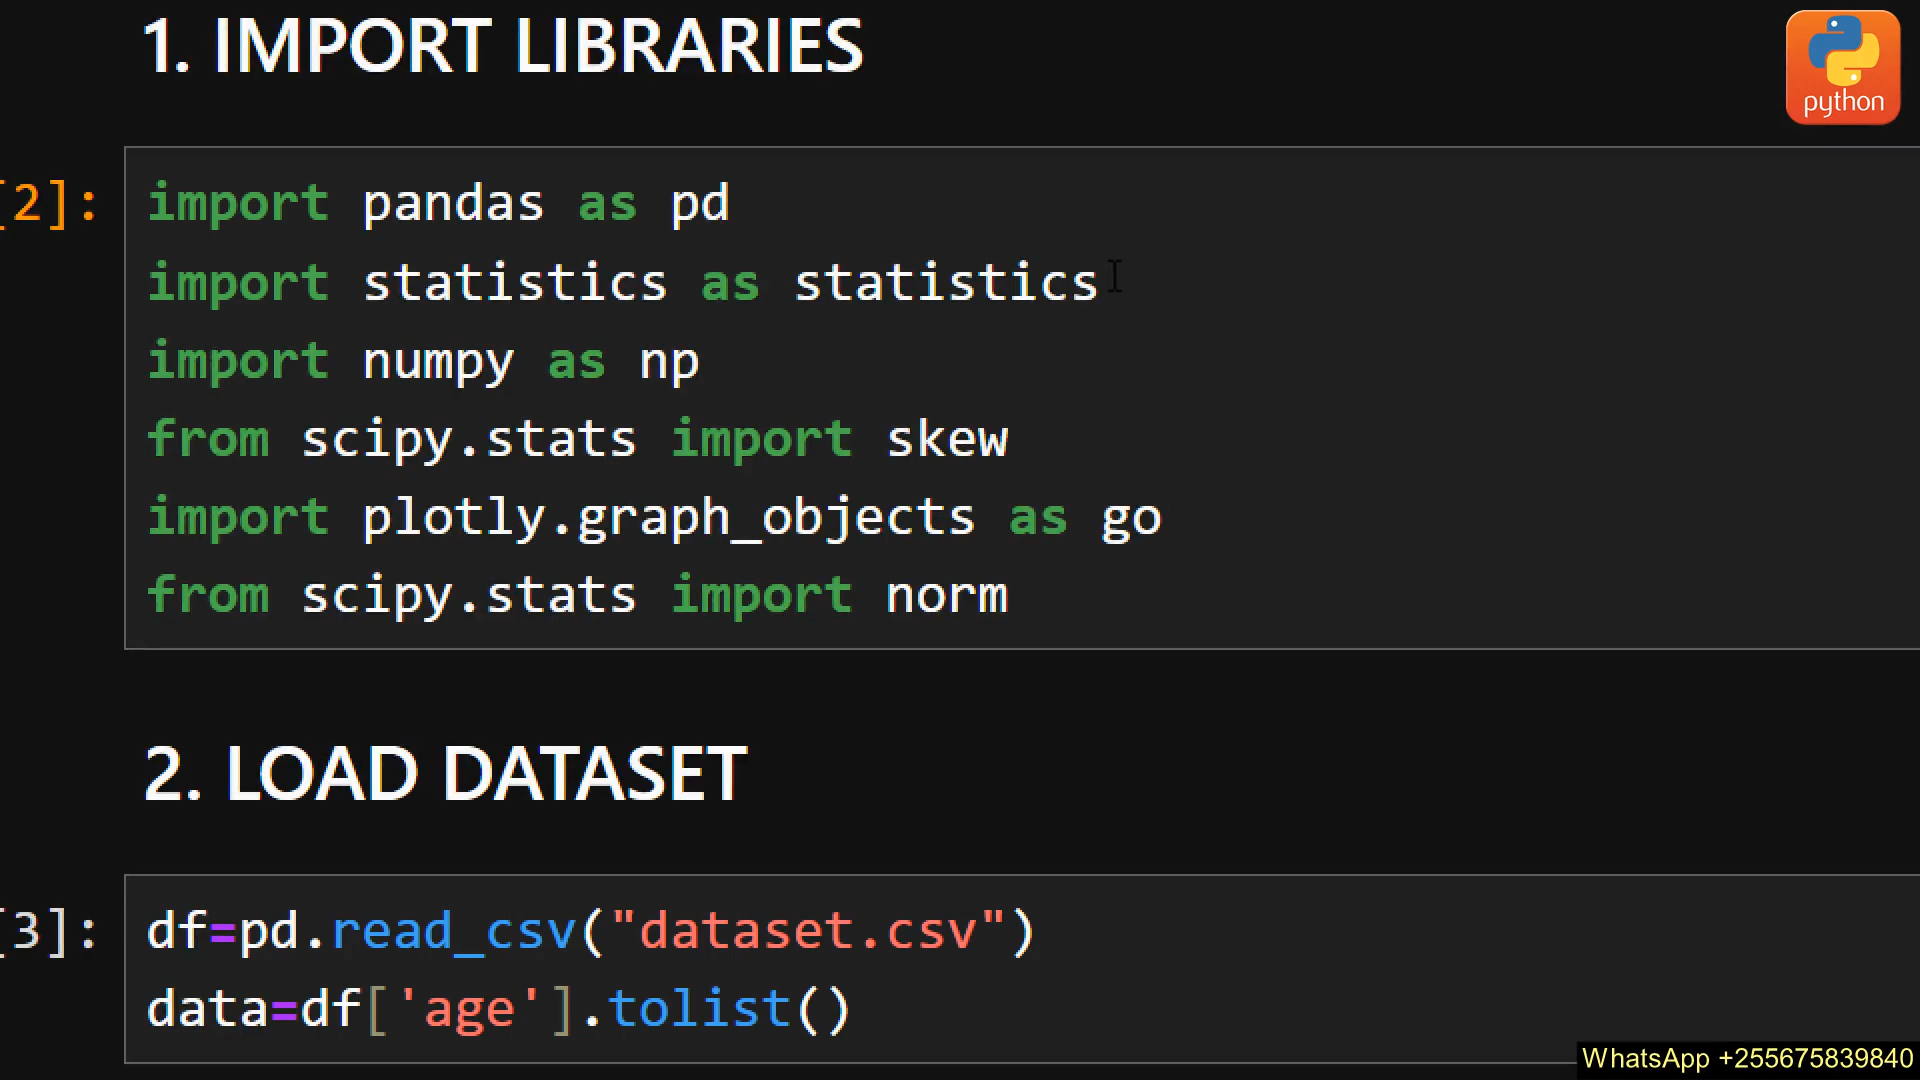 1. IMPORT LIBRARIES
python
[2]:
import pandas as pd
import statistics as statistics
import numpy as np
from scipy.stats import skew
import plotly.graph_objects as go
from scipy.stats import norm
2. LOAD DATASET
[3]:
df=pd.read_csv("dataset.csv")
data=df['age'].tolist()
WhatsApp +255675839840